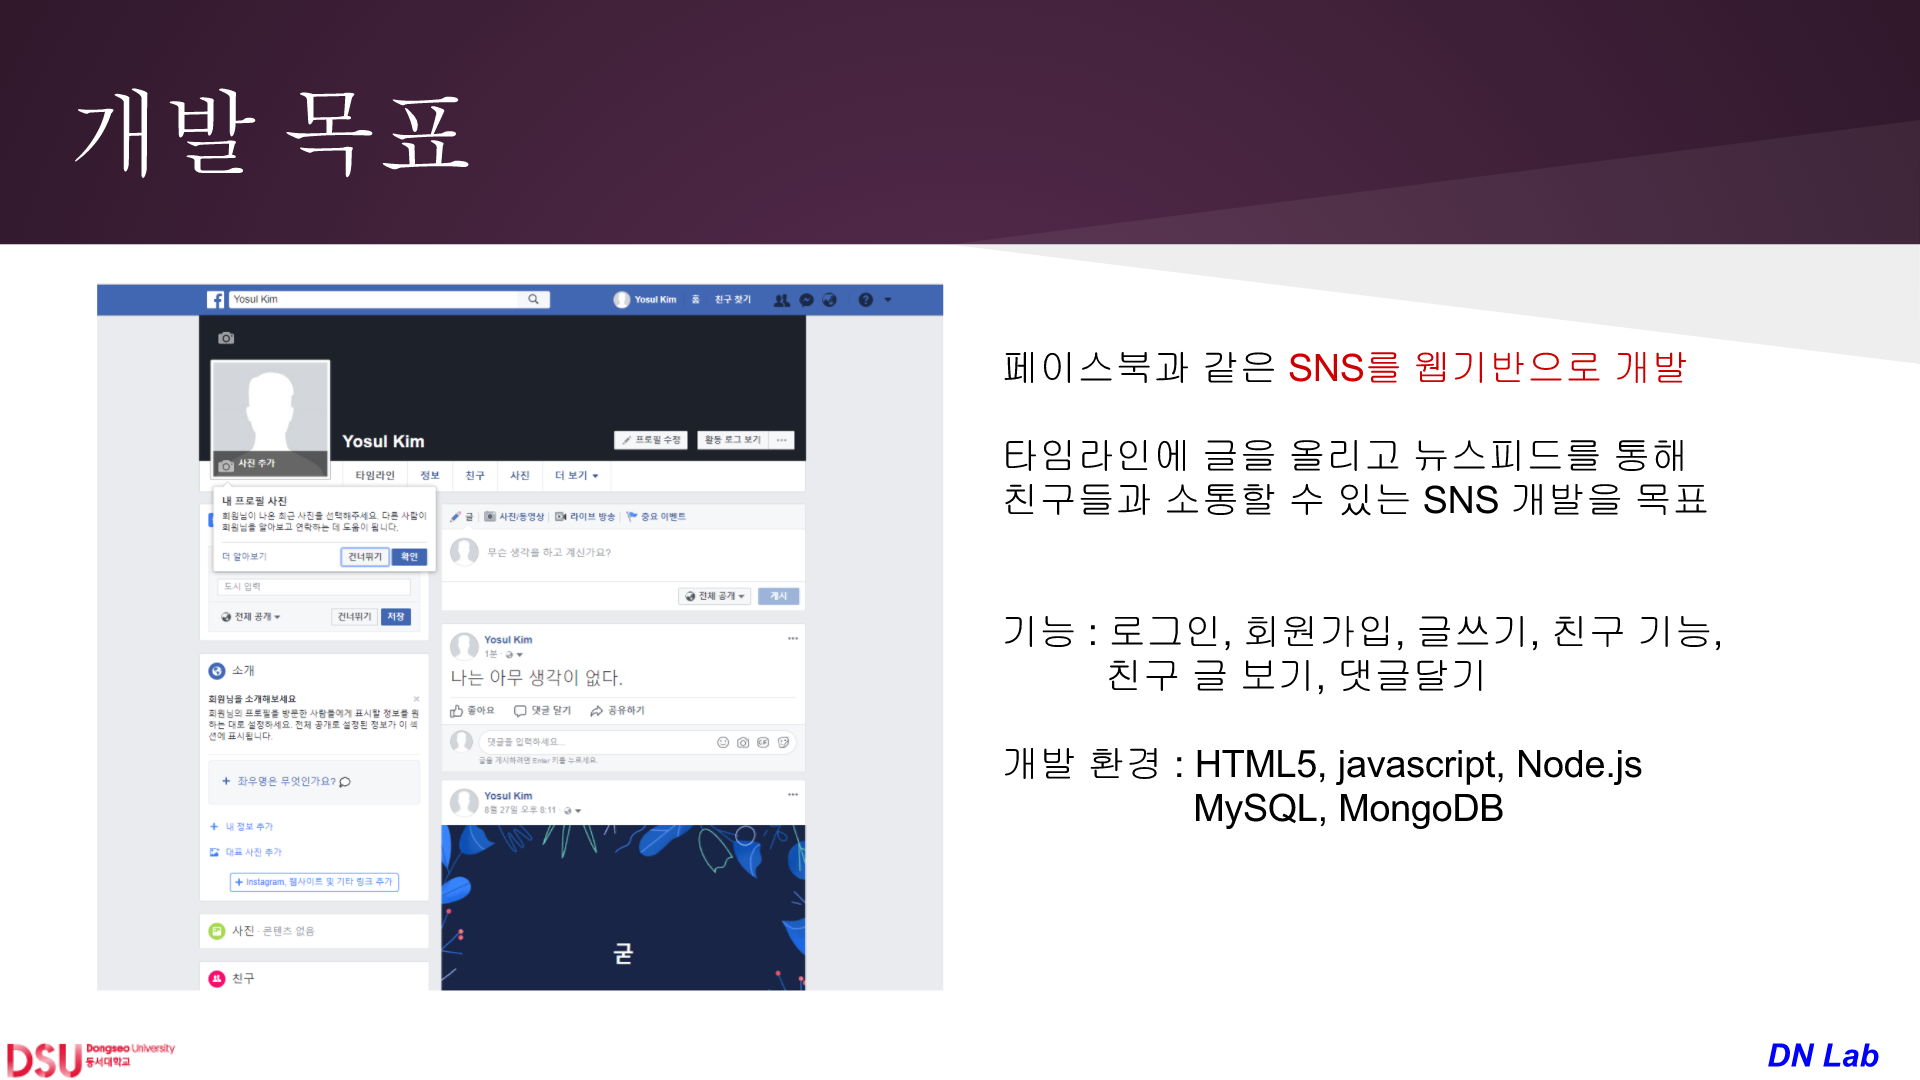 개발 목표
Yosul Kim
Yosul Kim 홈 친구 찾기
Yosul Kim
프로필 수정
활동 로그 보기
사진 추가
타임라인 정보 친구 사진 더 보기
내 프로필 사진
회원님이 나온 최근 사진을 선택해주세요. 다른 사람이
회원님을 알아보고 연락하는 데 도움이 됩니다.
더 알아보기 건너뛰기 확인
도시 입력
전체 공개 건너뛰기 저장
소개
회원님을 소개해보세요
회원님의 프로필을 방문한 사람들에게 표시할 정보를 원
하는 대로 설정하세요. 전체 공개로 설정된 정보가 이 섹
션에 표시됩니다.
+ 좌우명은 무엇인가요?
+ 내 정보 추가
대표 사진 추가
+ Instagram, 웹사이트 및 기타 링크 추가
사진 · 콘텐츠 없음
친구
글 사진/동영상 라이브 방송 중요 이벤트
무슨 생각을 하고 계신가요?
전체 공개 게시
Yosul Kim
1분 ·
나는 아무 생각이 없다.
좋아요 댓글 달기 공유하기
댓글을 입력하세요...
글을 게시하려면 Enter 키를 누르세요.
Yosul Kim
8월 27일 오후 8:11 ·
굳
페이스북과 같은 SNS를 웹기반으로 개발
타임라인에 글을 올리고 뉴스피드를 통해
친구들과 소통할 수 있는 SNS 개발을 목표
기능 : 로그인, 회원가입, 글쓰기, 친구 기능,
친구 글 보기, 댓글달기
개발 환경 : HTML5, javascript, Node.js
MySQL, MongoDB
DSU Dongseo University
동서대학교
DN Lab